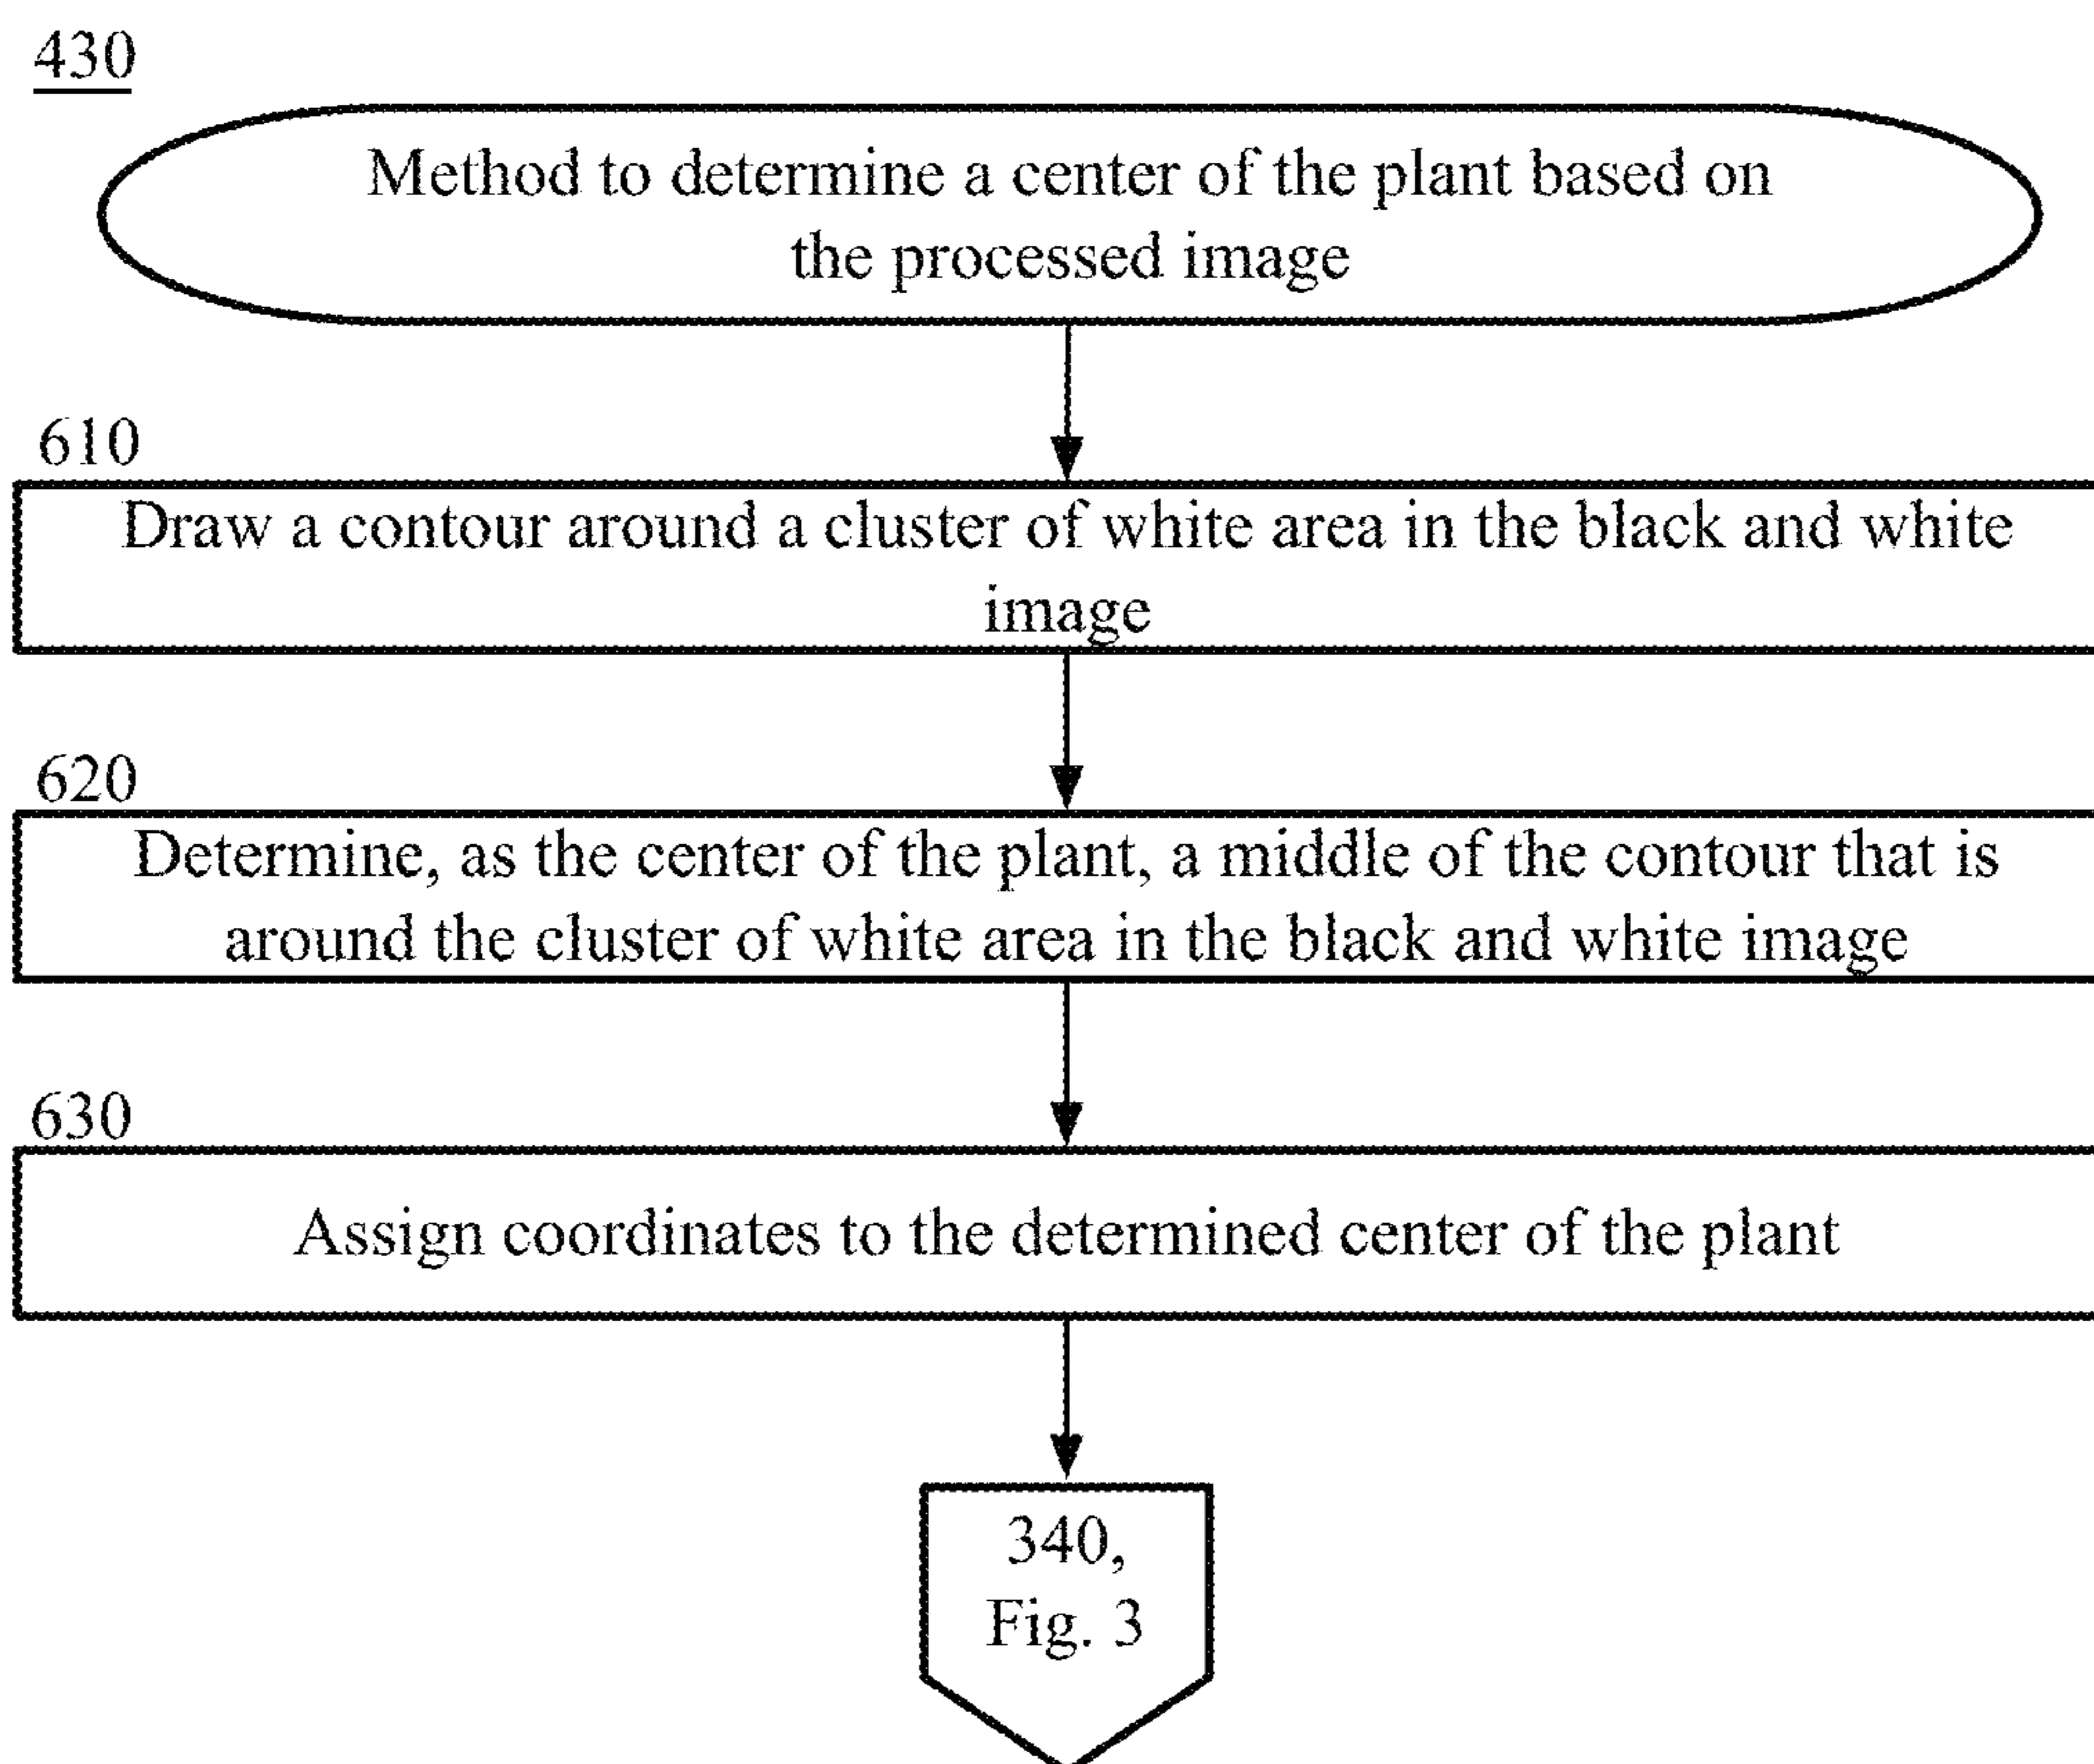 430
Method to determine a center of the plant based on
the processed image
610
Draw a contour around a cluster of white area in the black and white
image
620
Determine, as the center of the plant, a middle of the contour that is
around the cluster of white area in the black and white image
630
Assign coordinates to the determined center of the plant
340,
Fig. 3